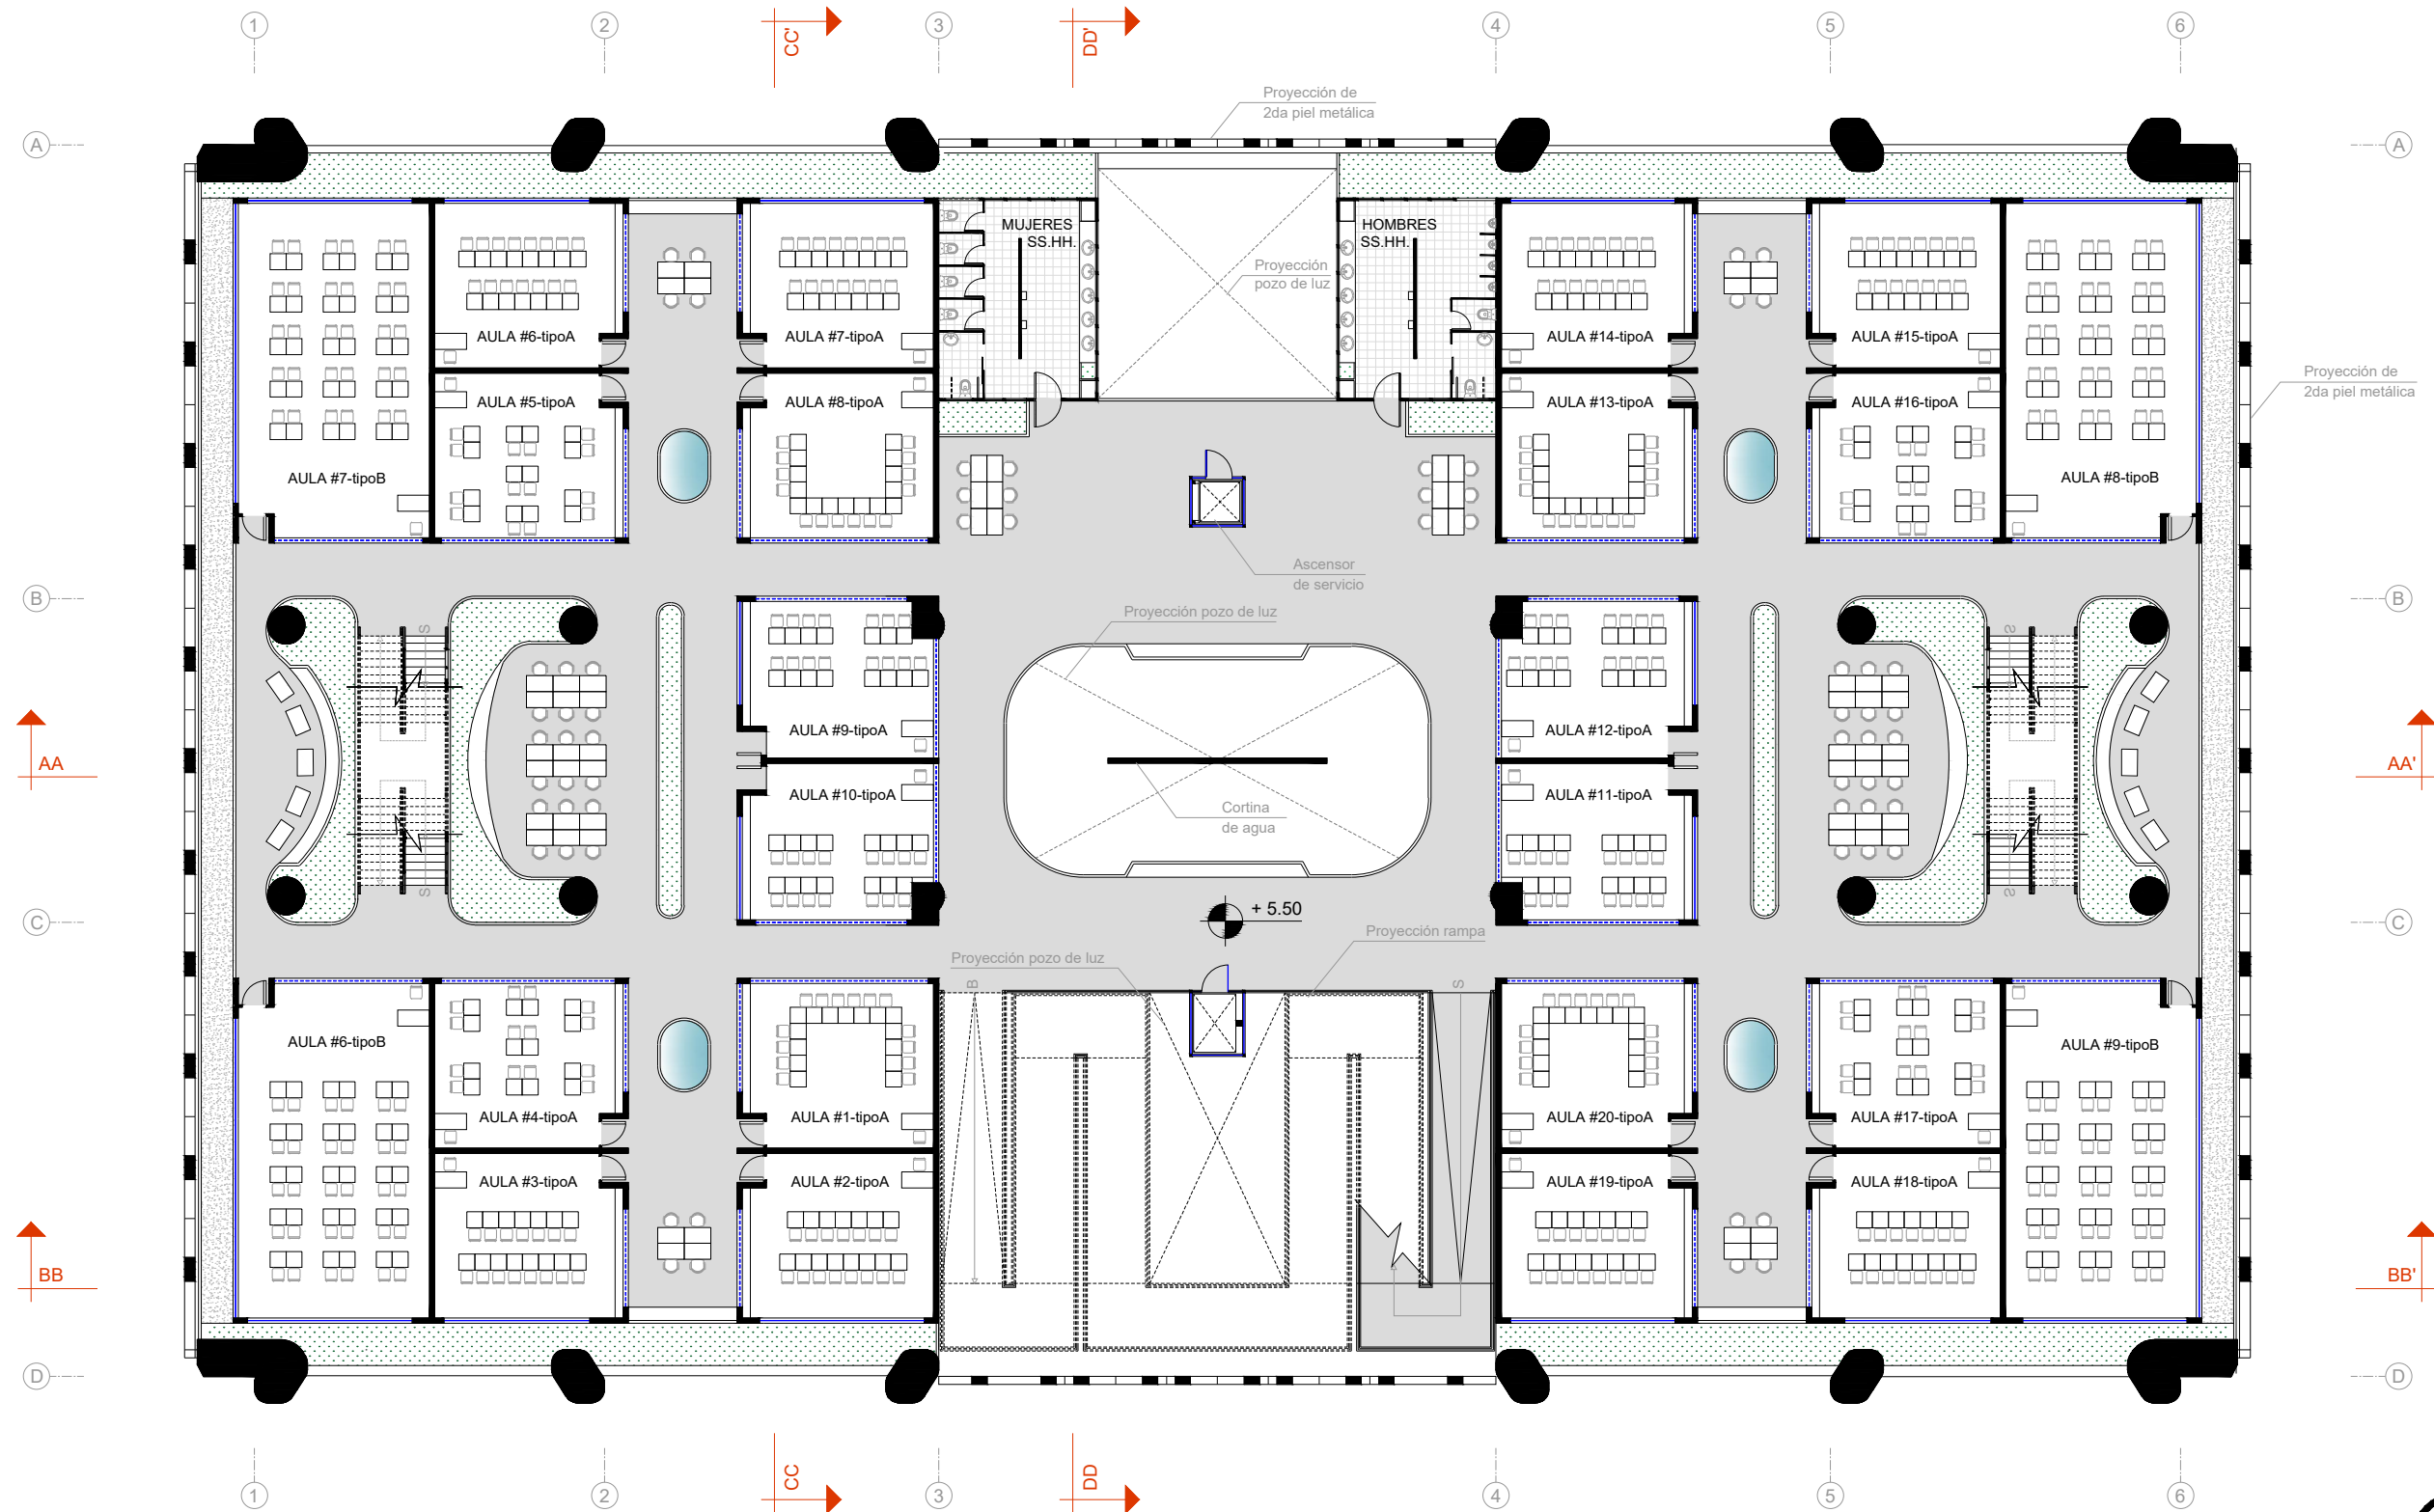 1
2
CC'
3
DD'
4
5
6
Proyección de
2da piel metálica
A
A
MUJERES
SS.HH.
HOMBRES
SS.HH.
Proyección
pozo de luz
AULA #6-tipoA
AULA #7-tipoA
AULA #14-tipoA
AULA #15-tipoA
Proyección de
2da piel metálica
AULA #5-tipoA
AULA #8-tipoA
AULA #13-tipoA
AULA #16-tipoA
AULA #7-tipoB
AULA #8-tipoB
Ascensor
de servicio
B
B
Proyección pozo de luz
S
S
AULA #9-tipoA
AULA #12-tipoA
AA
AA'
AULA #10-tipoA
AULA #11-tipoA
Cortina
de agua
S
S
+ 5.50
C
C
Proyección rampa
Proyección pozo de luz
B
S
AULA #6-tipoB
AULA #9-tipoB
AULA #4-tipoA
AULA #1-tipoA
AULA #20-tipoA
AULA #17-tipoA
AULA #3-tipoA
AULA #2-tipoA
AULA #19-tipoA
AULA #18-tipoA
BB
BB'
D
D
1
2
CC
3
DD
4
5
6